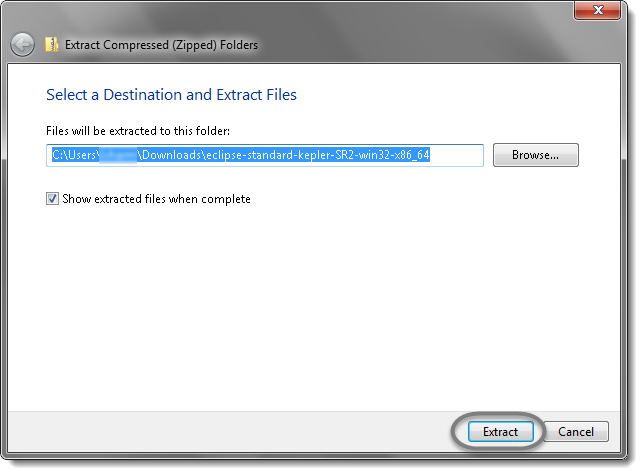 Extract Compressed (Zipped) Folders
Select a Destination and Extract Files
Files will be extracted to this folder:
C:\Users\ \Downloads\eclipse-standard-kepler-SR2-win32-x86_64
Browse...
Show extracted files when complete
Extract
Cancel